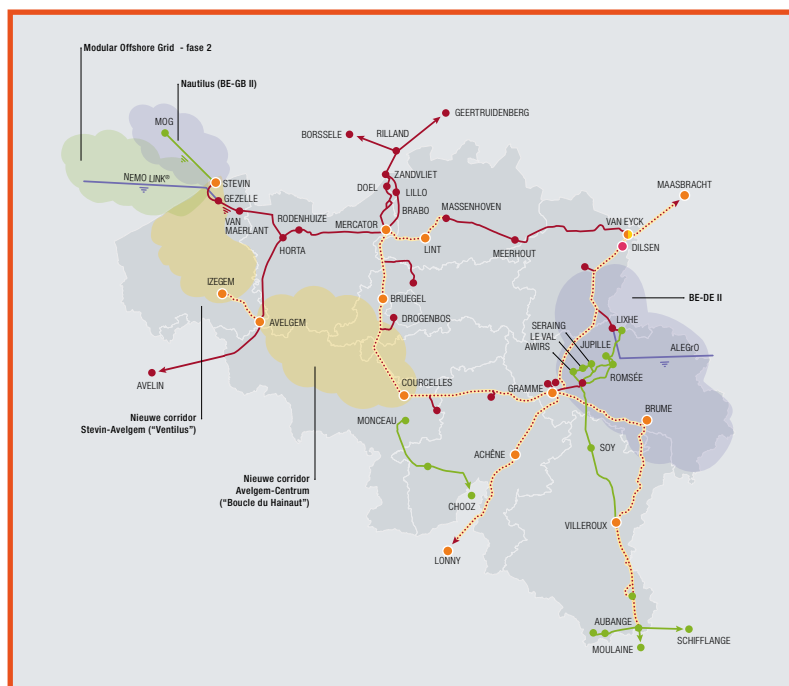 Modular Offshore Grid - fase 2
Nautilus (BE-GB II)
MOG
GEERTRUIDENBERG
BORSSELE
RILLAND
NEMO LINK®
STEVIN
ZANDVLIET
DOEL
LILLO
GEZELLE
BRABO
MASSENHOVEN
MAASBRACHT
VAN
MAERLANT
RODENHUIZE
MERCATOR
VAN EYCK
HORTA
LINT
MEERHOUT
DILSEN
IZEGEM
BRUEGEL
BE-DE II
AVELGEM
DROGENBOS
SERAING
LE VAL
AWIRS
LIXHE
JUPILLE
ALEGrO
AVELIN
COURCELLES
GRAMME
ROMSÉE
Nieuwe corridor
Stevin-Avelgem (“Ventilus”)
MONCEAU
BRUME
ACHÊNE
SOY
Nieuwe corridor
Avelgem-Centrum
(“Boucle du Hainaut”)
CHOOZ
VILLEROUX
LONNY
AUBANGE
SCHIFFLANGE
MOULAINE